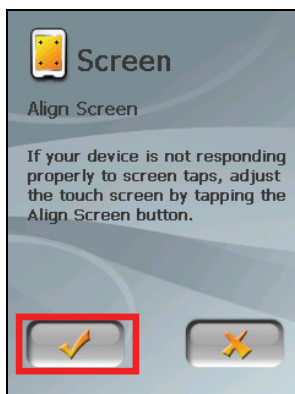 Screen
Align Screen
If your device is not responding
properly to screen taps, adjust
the touch screen by tapping the
Align Screen button.